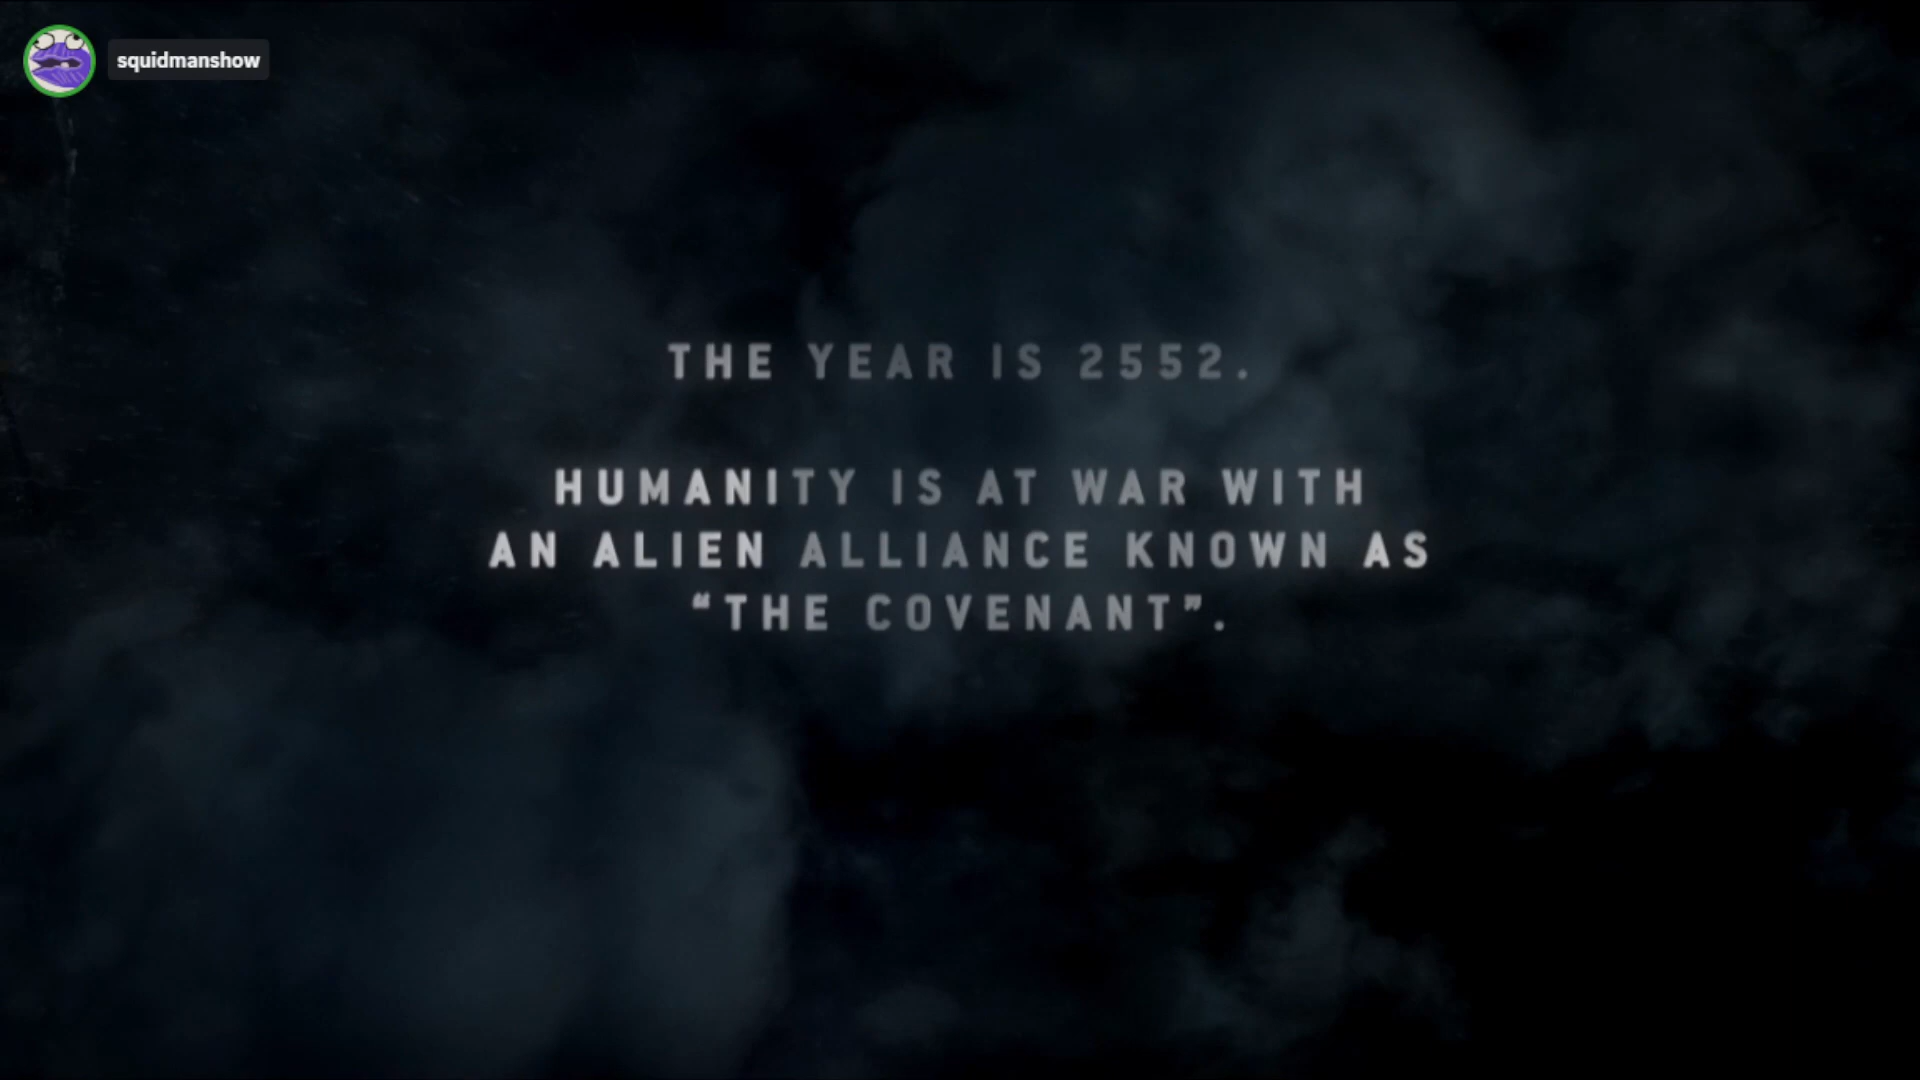 squidmanshow
THE YEAR IS 2552.
HUMANITY IS AT WAR WITH
AN ALIEN ALLIANCE KNOWN AS
“THE COVENANT”.